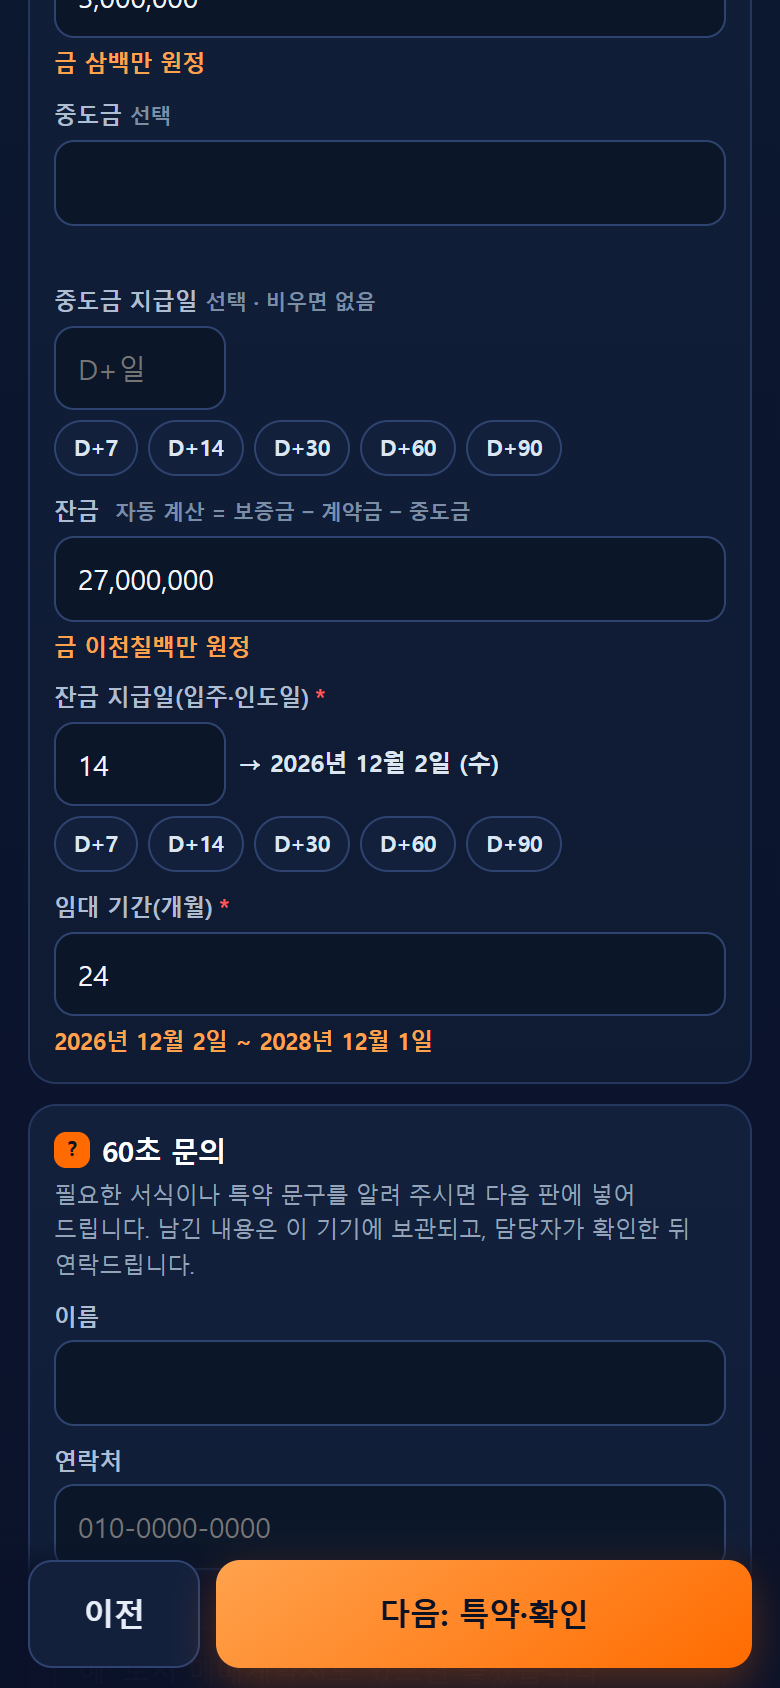 금 삼백만 원정
중도금 선택
중도금 지급일 선택 · 비우면 없음
D+일
D+7 D+14 D+30 D+60 D+90
잔금 자동 계산 = 보증금 − 계약금 − 중도금
27,000,000
금 이천칠백만 원정
잔금 지급일(입주·인도일) *
14 → 2026년 12월 2일 (수)
D+7 D+14 D+30 D+60 D+90
임대 기간(개월) *
24
2026년 12월 2일 ~ 2028년 12월 1일
? 60초 문의
필요한 서식이나 특약 문구를 알려 주시면 다음 판에 넣어
드립니다. 남긴 내용은 이 기기에 보관되고, 담당자가 확인한 뒤
연락드립니다.
이름
연락처
010-0000-0000
이전 다음: 특약·확인